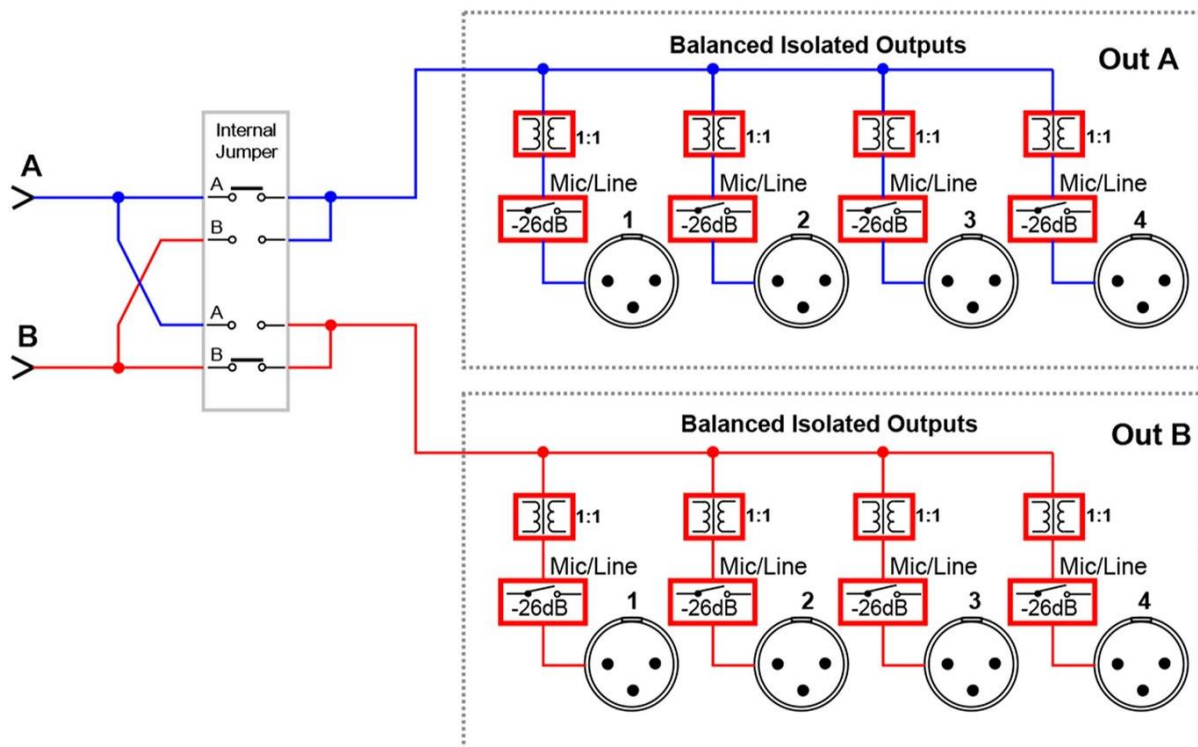 Balanced Isolated Outputs
Out A
Internal
Jumper
A
A
B
A
B
B
1:1
1:1
1:1
1:1
Mic/Line
Mic/Line
Mic/Line
Mic/Line
-26dB
-26dB
-26dB
-26dB
1
2
3
4
Balanced Isolated Outputs
Out B
1:1
1:1
1:1
1:1
Mic/Line
Mic/Line
Mic/Line
Mic/Line
-26dB
-26dB
-26dB
-26dB
1
2
3
4